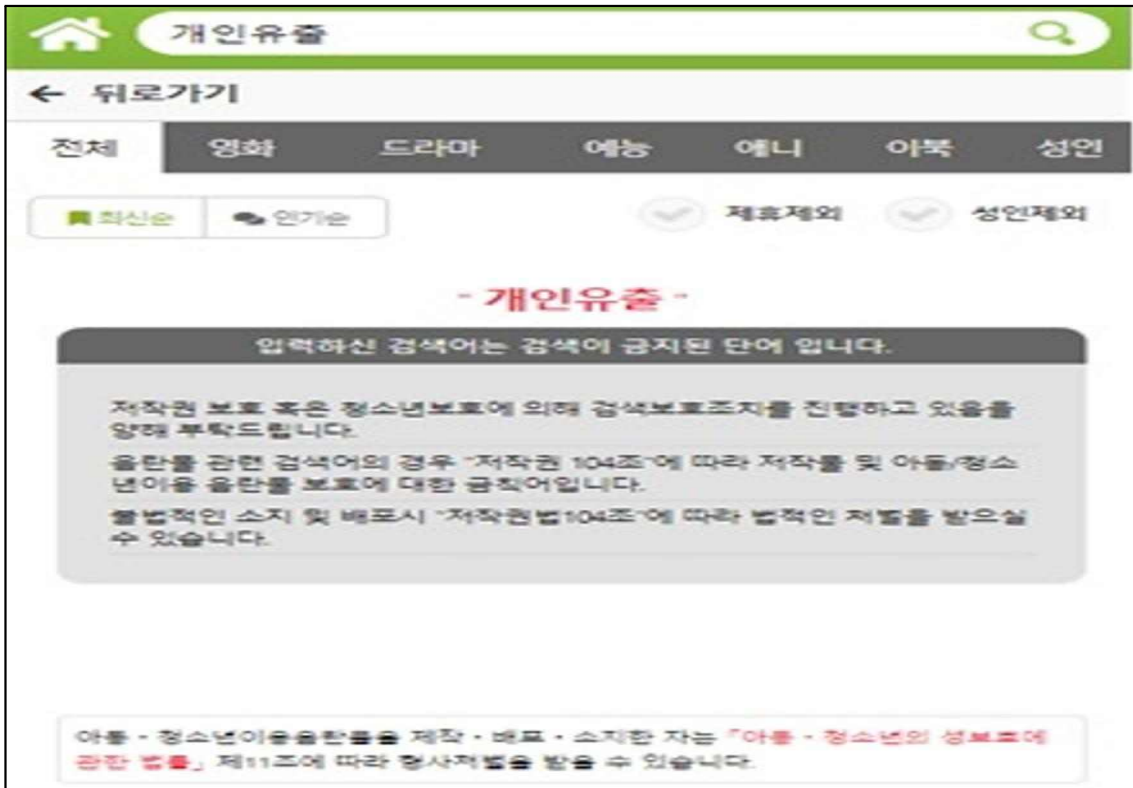 개인유출
← 뒤로가기
전체 영화 드라마 예능 애니 이북 성인
최신순 인기순 제휴제외 성인제외
- 개인유출 -
입력하신 검색어는 검색이 금지된 단어 입니다.
저작권 보호 혹은 청소년보호에 의해 검색보호조치를 진행하고 있음을
양해 부탁드립니다.
음란물 관련 검색어의 경우 "저작권 104조"에 따라 저작물 및 아동/청소
년이용 음란물 보호에 대한 금칙어입니다.
불법적인 소지 및 배포시 "저작권법104조"에 따라 법적인 처벌을 받으실
수 있습니다.
아동・청소년이용음란물을 제작・배포・소지한 자는 「아동・청소년의 성보호에
관한 법률」 제11조에 따라 형사처벌을 받을 수 있습니다.